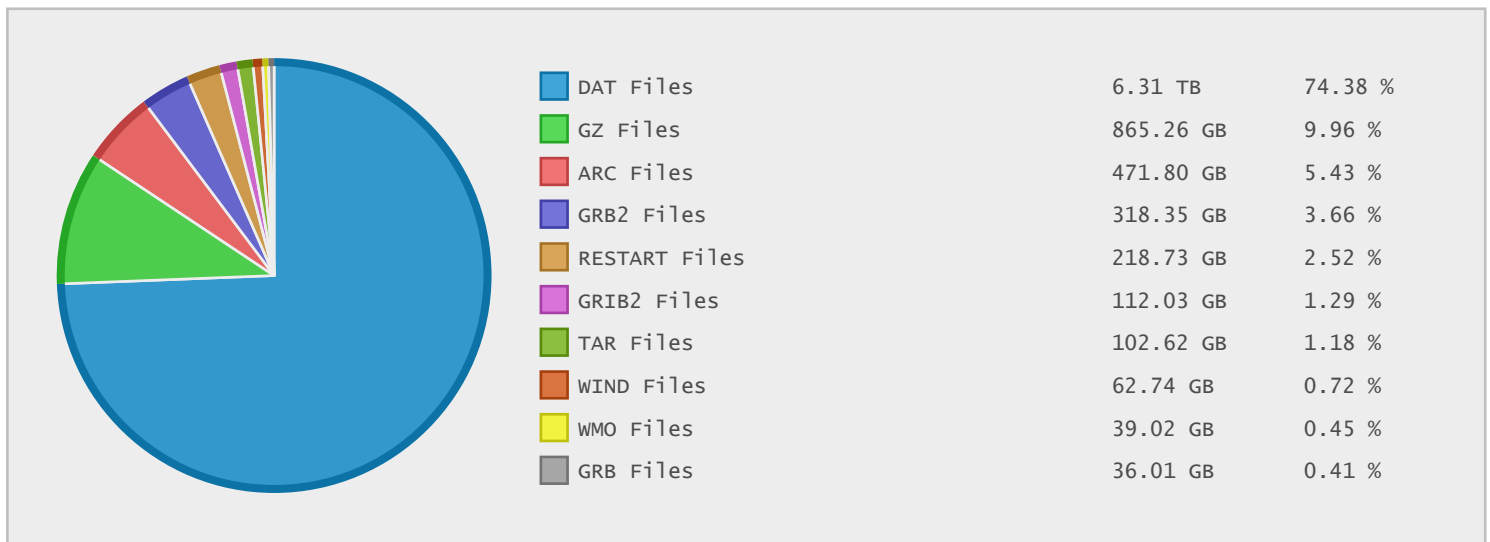 DAT Files 6.31 TB 74.38 %
GZ Files 865.26 GB 9.96 %
ARC Files 471.80 GB 5.43 %
GRB2 Files 318.35 GB 3.66 %
RESTART Files 218.73 GB 2.52 %
GRIB2 Files 112.03 GB 1.29 %
TAR Files 102.62 GB 1.18 %
WIND Files 62.74 GB 0.72 %
WMO Files 39.02 GB 0.45 %
GRB Files 36.01 GB 0.41 %